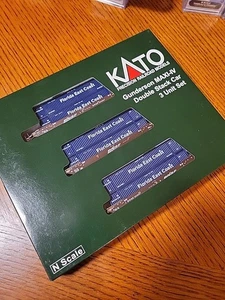 KATO
PRECISION RAILROAD MODELS
Gunderson MAXI-IV
Double Stack Car
3 Unit Set
Florida East Coast
Florida East Coast
Florida East Coast
Florida East Coast
Florida East Coast
Florida East Coast
N Scale